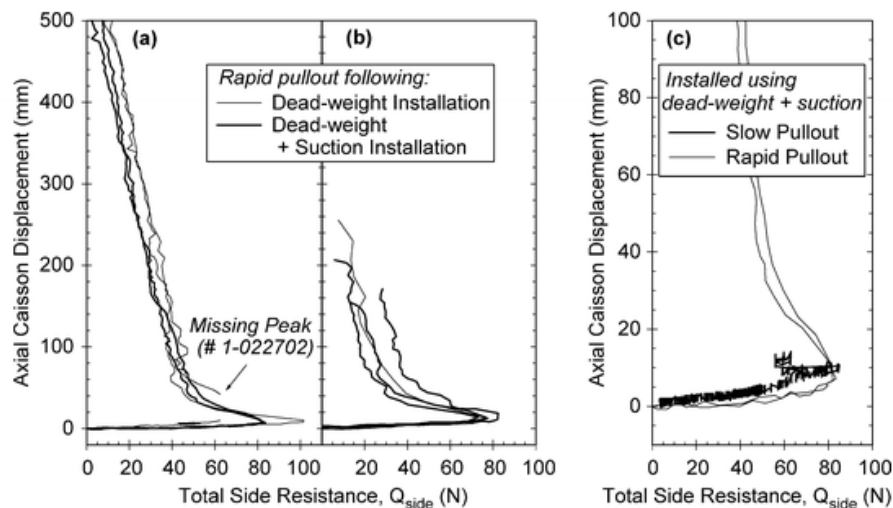 (a)
(b)
(c)
Rapid pullout following:
Dead-weight Installation
Dead-weight
+ Suction Installation
Missing Peak
(# 1-022702)
Installed using
dead-weight + suction
Slow Pullout
Rapid Pullout
Axial Caisson Displacement (mm)
500
400
300
200
100
0
0 20 40 60 80 100
0 20 40 60 80 100
Total Side Resistance, Qside (N)
Axial Caisson Displacement (mm)
100
80
60
40
20
0
0 20 40 60 80 100
Total Side Resistance, Qside (N)